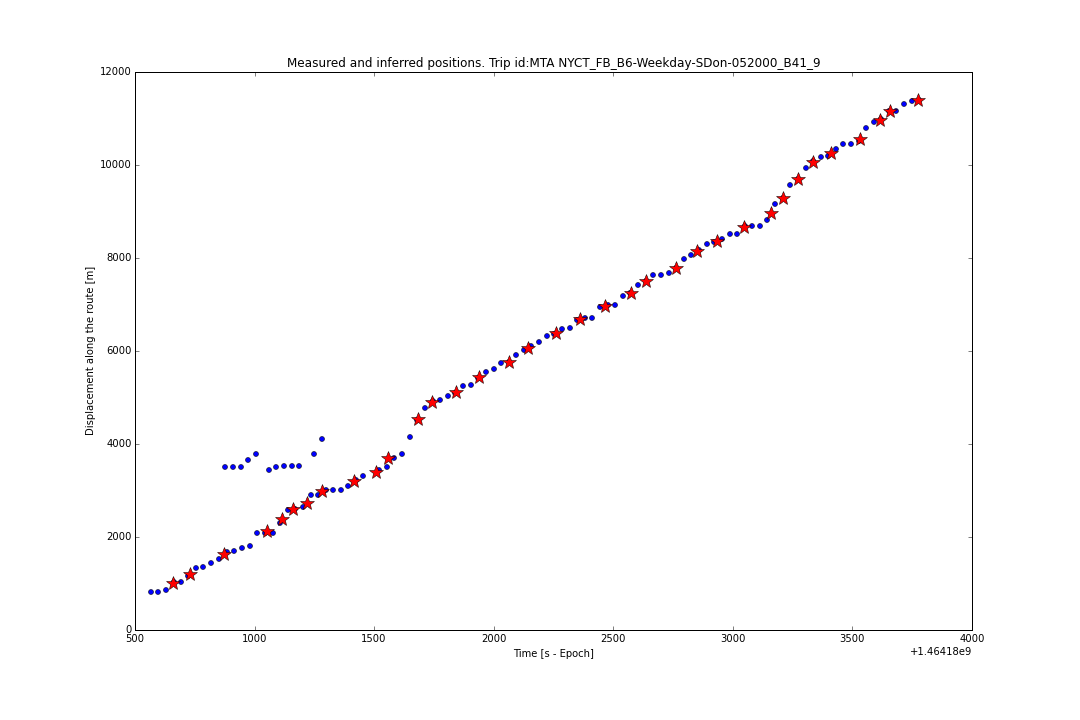 Measured and inferred positions. Trip id:MTA NYCT_FB_B6-Weekday-SDon-052000_B41_9
12000
10000
8000
6000
4000
2000
0
Displacement along the route [m]
500 1000 1500 2000 2500 3000 3500 4000
Time [s - Epoch]
+1.46418e9